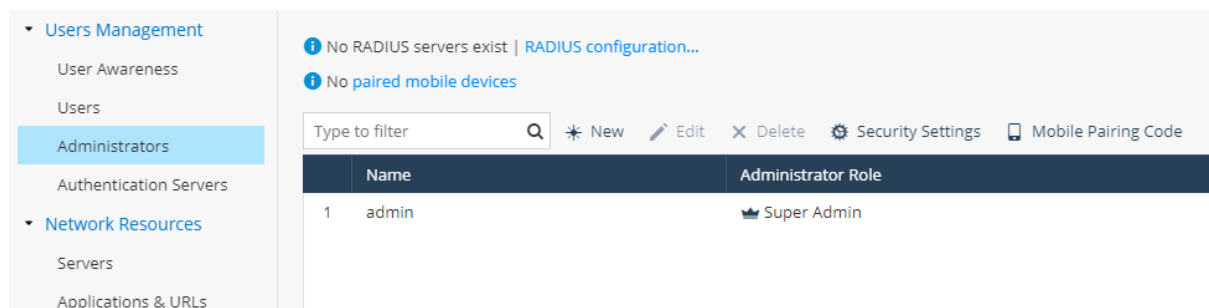 Users Management
User Awareness
Users
Administrators
Authentication Servers
Network Resources
Servers
Applications & URLs
No RADIUS servers exist | RADIUS configuration...
No paired mobile devices
Type to filter New Edit Delete Security Settings Mobile Pairing Code
Name Administrator Role
1 admin Super Admin